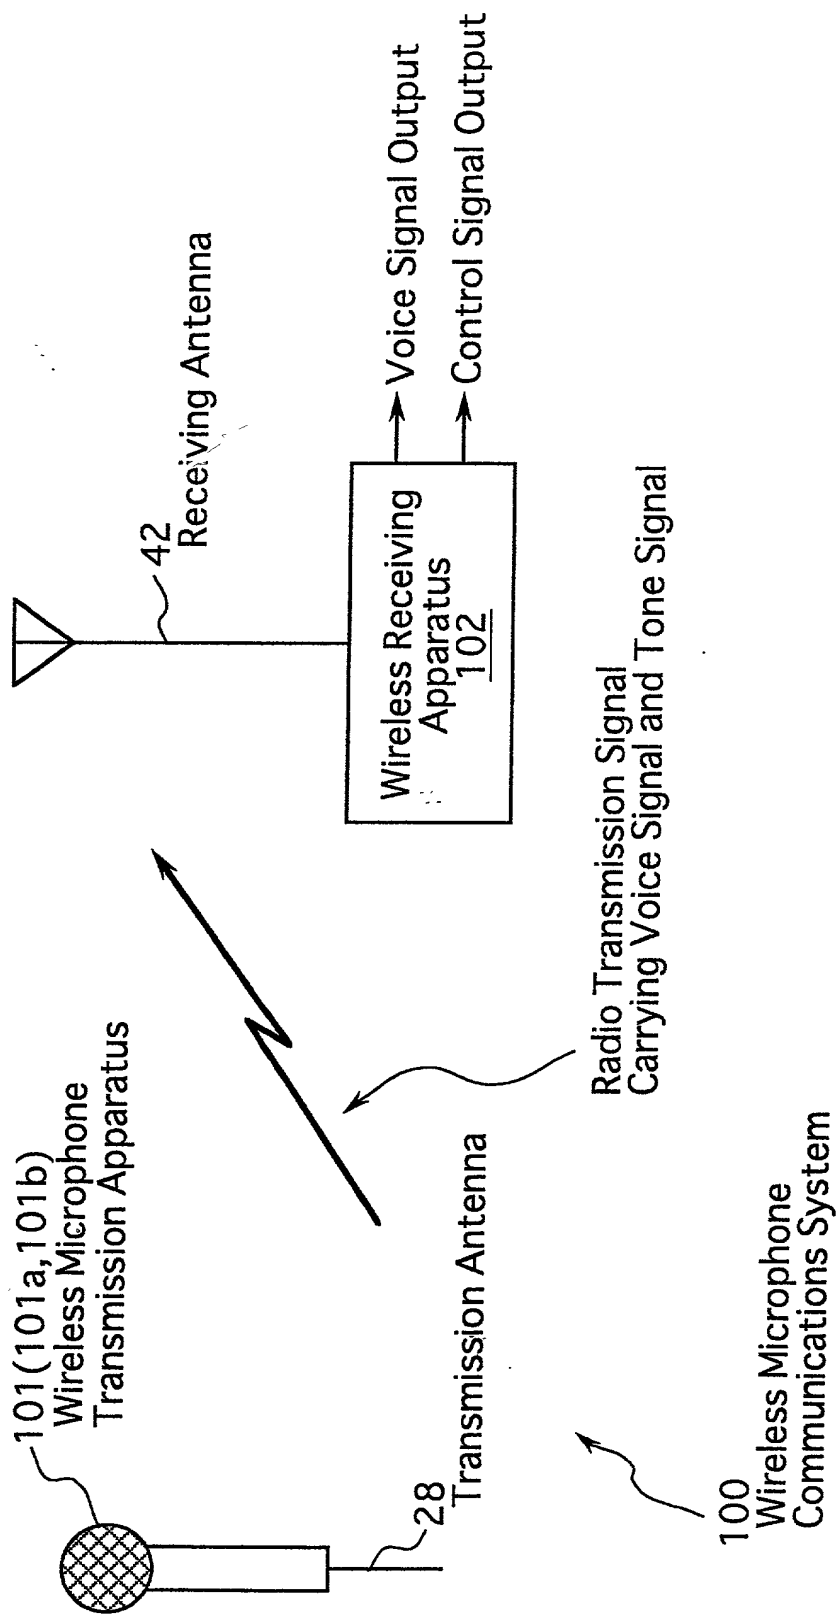 101(101a,101b)
Wireless Microphone
Transmission Apparatus
28
Transmission Antenna
42
Receiving Antenna
Wireless Receiving
Apparatus
102
Voice Signal Output
Control Signal Output
Radio Transmission Signal
Carrying Voice Signal and Tone Signal
100
Wireless Microphone
Communications System